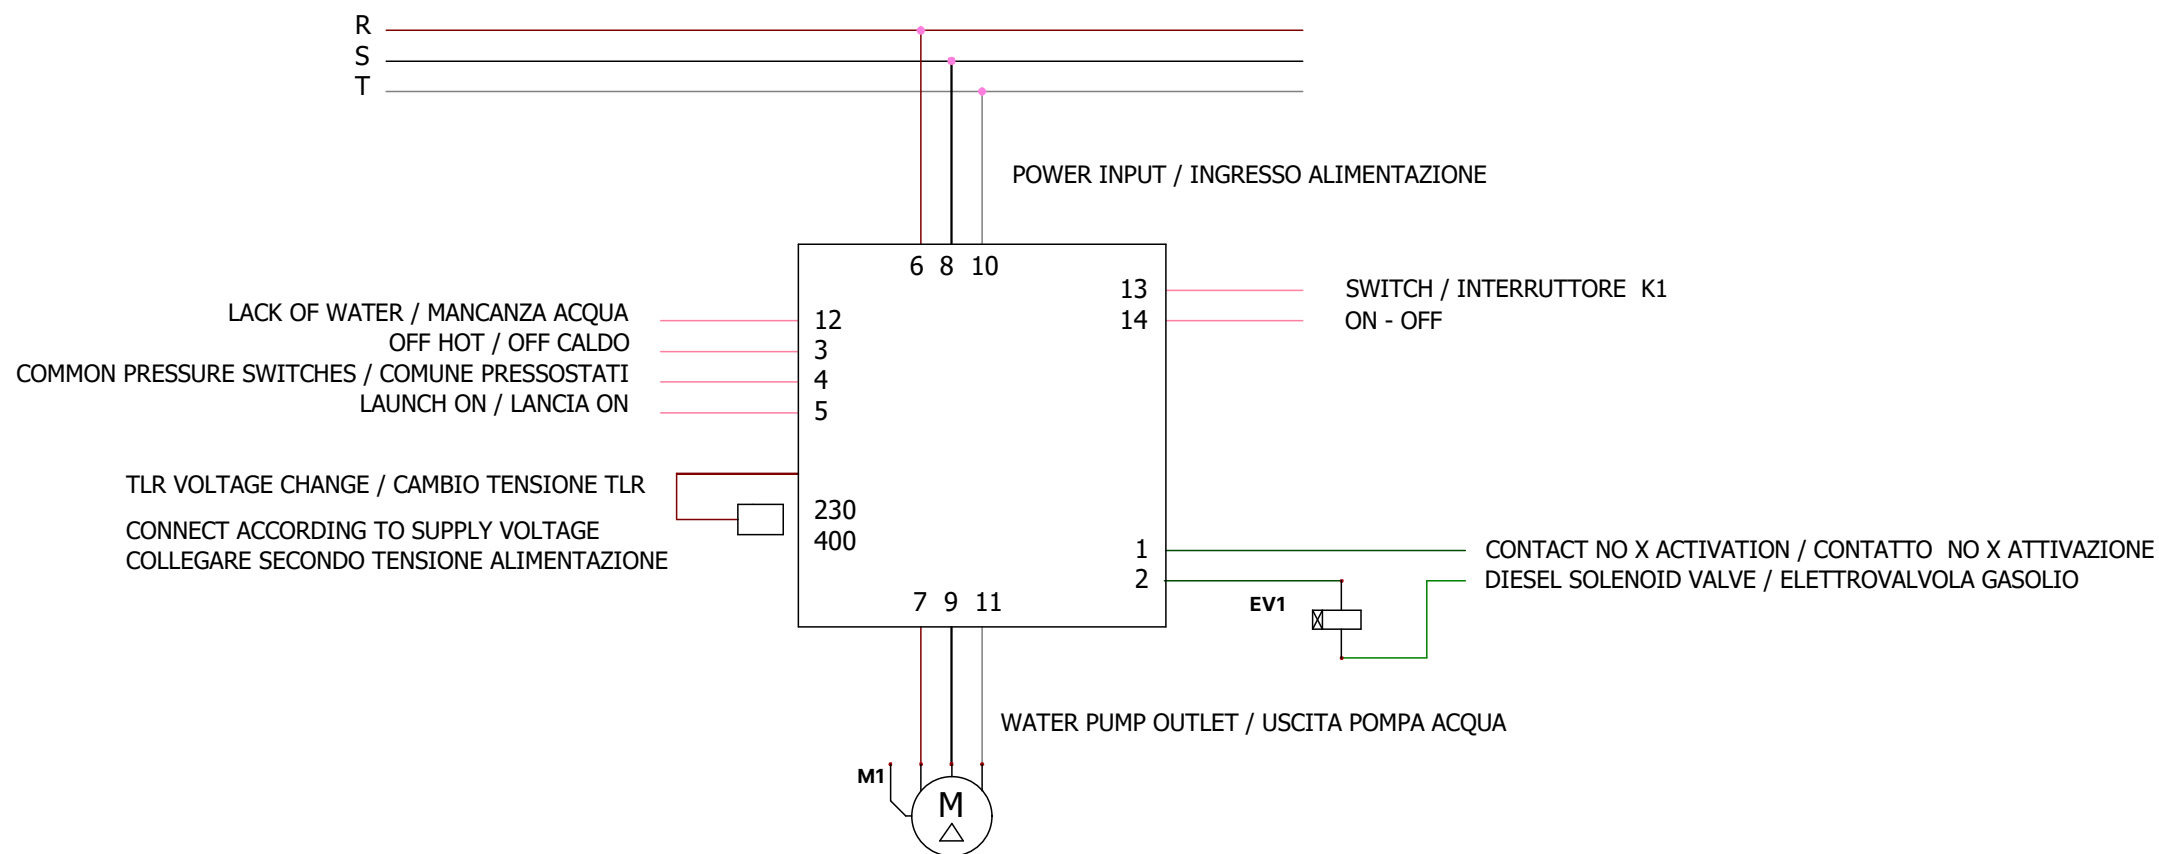 R
S
T
POWER INPUT / INGRESSO ALIMENTAZIONE
6 8 10
13 SWITCH / INTERRUTTORE K1
14 ON - OFF
LACK OF WATER / MANCANZA ACQUA 12
OFF HOT / OFF CALDO 3
COMMON PRESSURE SWITCHES / COMUNE PRESSOSTATI 4
LAUNCH ON / LANCIA ON 5
TLR VOLTAGE CHANGE / CAMBIO TENSIONE TLR
CONNECT ACCORDING TO SUPPLY VOLTAGE
COLLEGARE SECONDO TENSIONE ALIMENTAZIONE
230
400
1 CONTACT NO X ACTIVATION / CONTATTO NO X ATTIVAZIONE
2 DIESEL SOLENOID VALVE / ELETTROVALVOLA GASOLIO
EV1
7 9 11
WATER PUMP OUTLET / USCITA POMPA ACQUA
M1
M